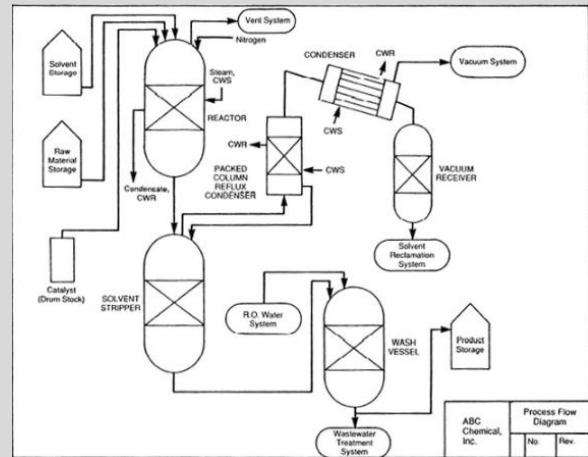 Vent System
Nitrogen
Solvent
Storage
Steam,
CWS
REACTOR
Raw
Material
Storage
Condensate,
CWR
Catalyst
(Drum Stock)
CONDENSER
CWR
CWS
Vacuum System
CWR
CWS
PACKED
COLUMN
REFLUX
CONDENSER
VACUUM
RECEIVER
Solvent
Reclamation
System
SOLVENT
STRIPPER
R.O. Water
System
WASH
VESSEL
Product
Storage
Wastewater
Treatment
System
ABC
Chemical,
Inc.
Process Flow
Diagram
No.
Rev.